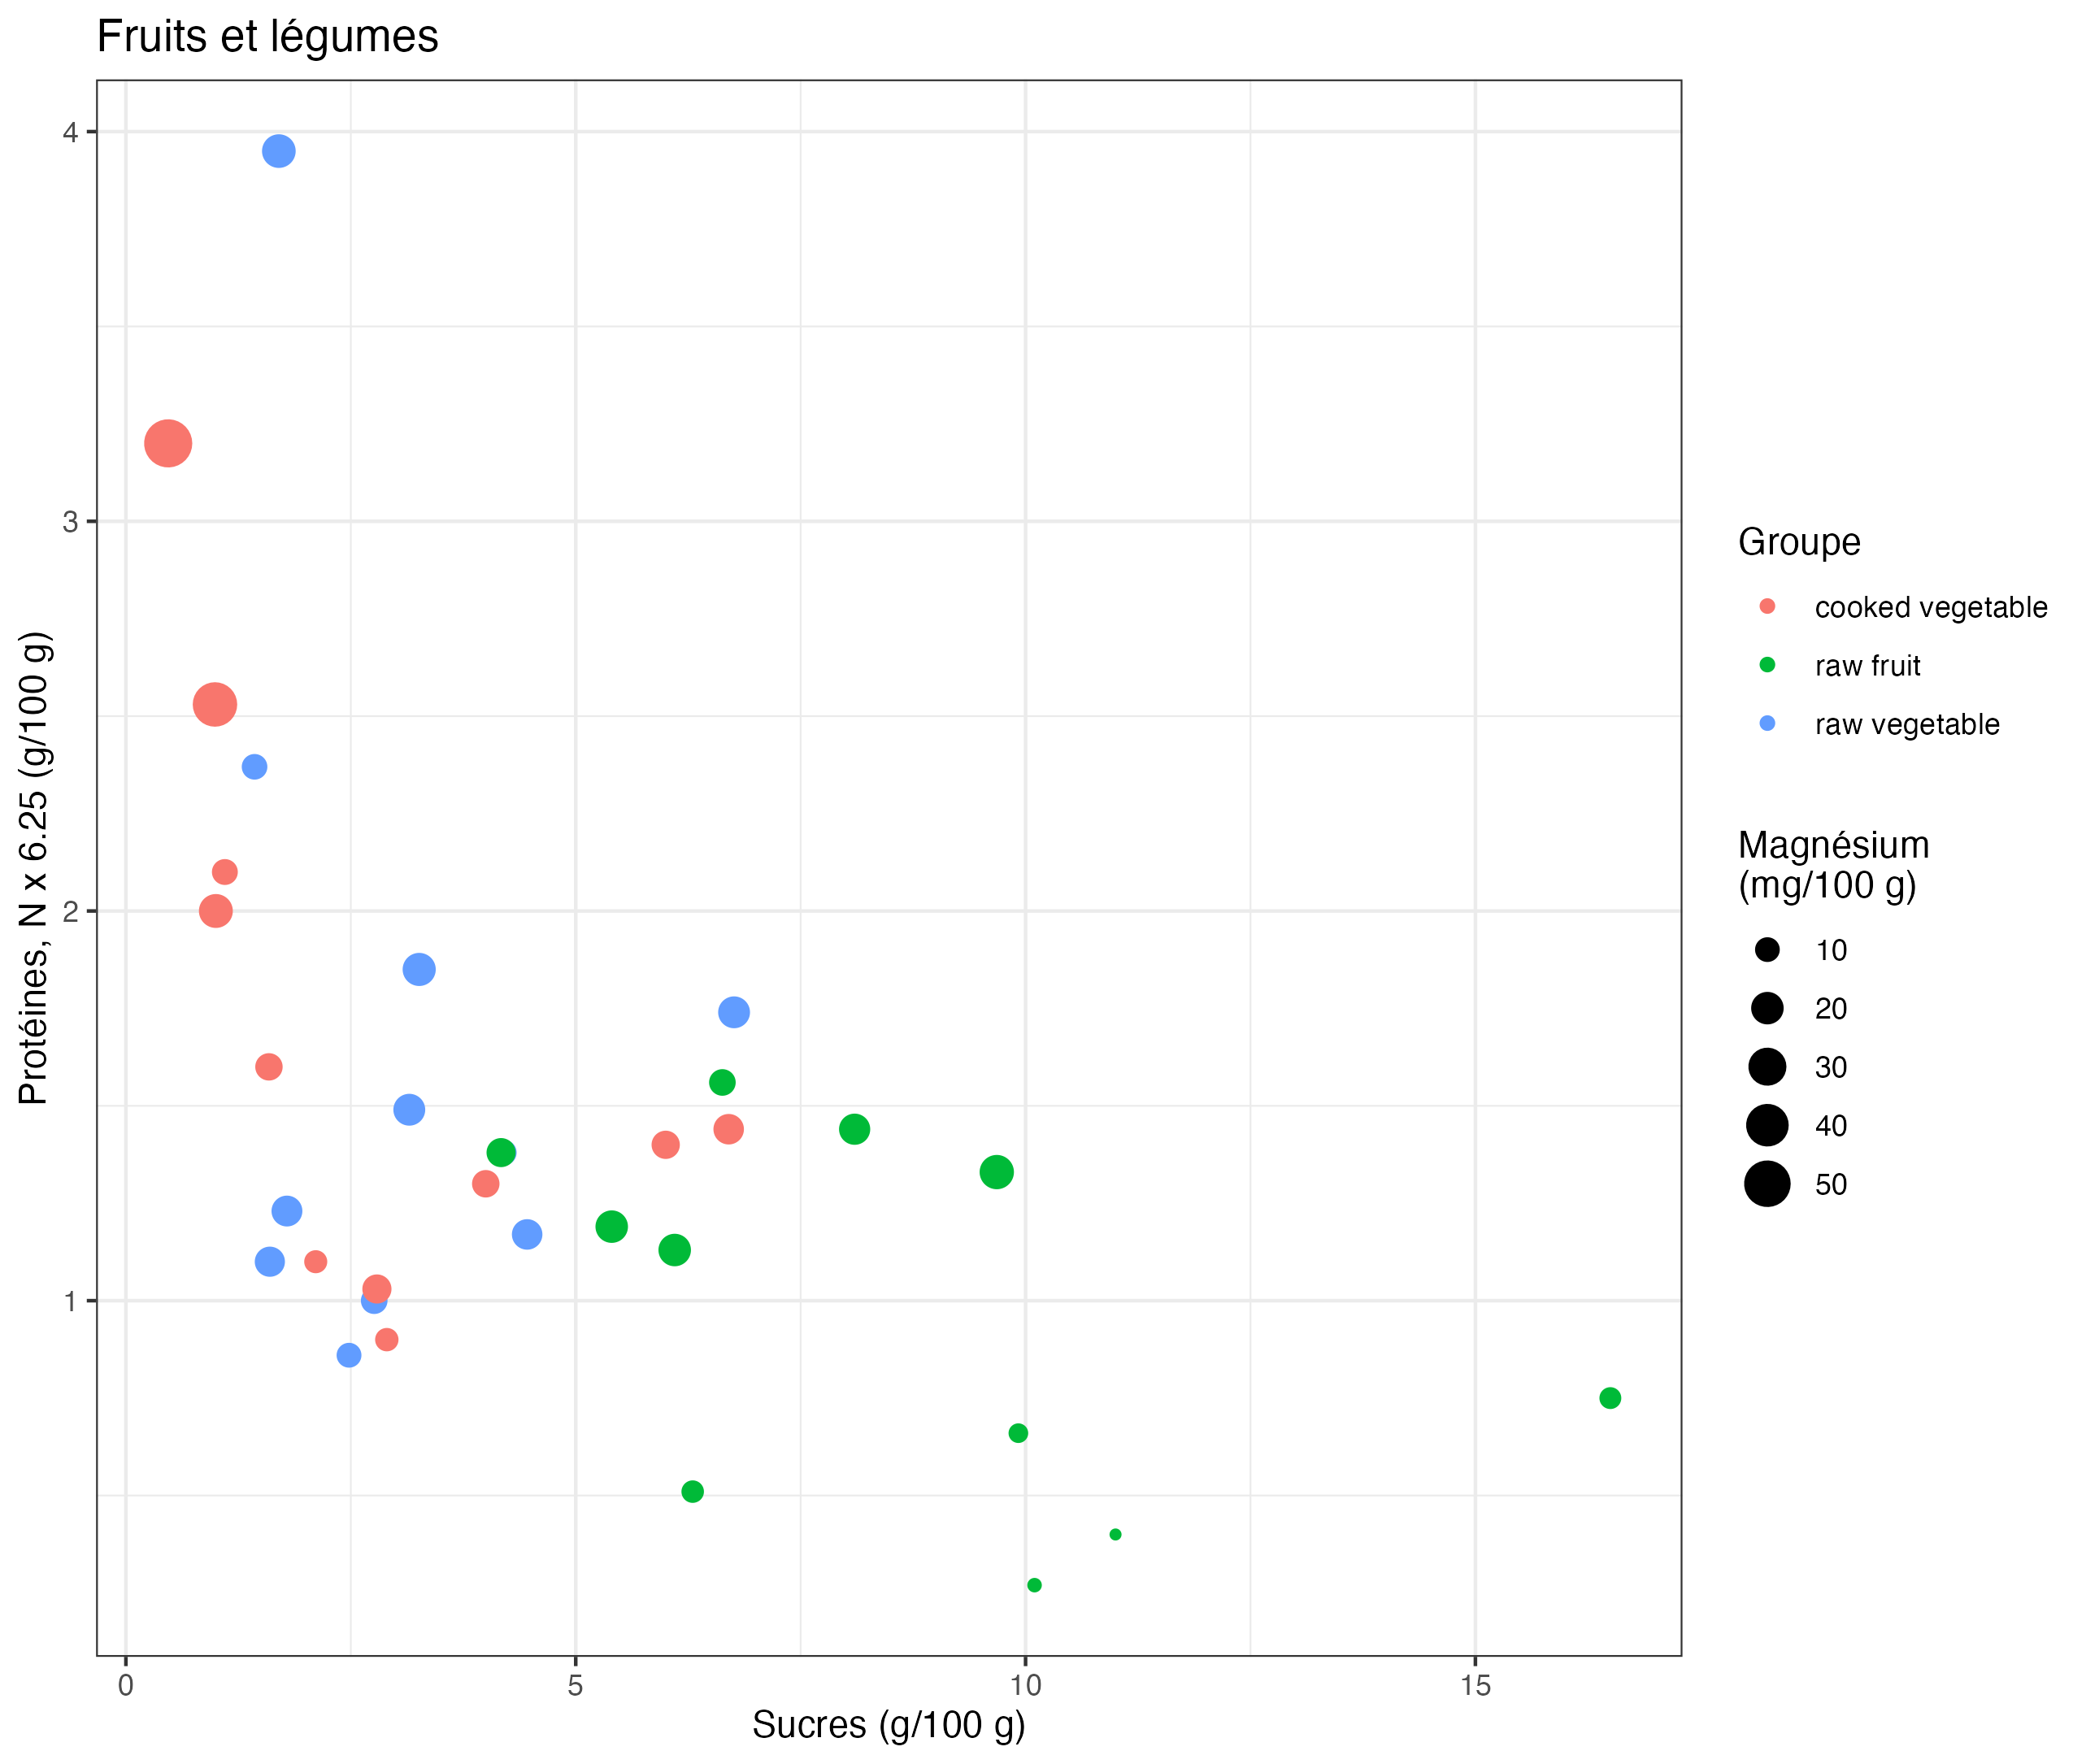 Fruits et légumes
4
3
2
1
Protéines, N x 6.25 (g/100 g)
0
5
10
15
Sucres (g/100 g)
Groupe
cooked vegetable
raw fruit
raw vegetable
Magnésium
(mg/100 g)
10
20
30
40
50